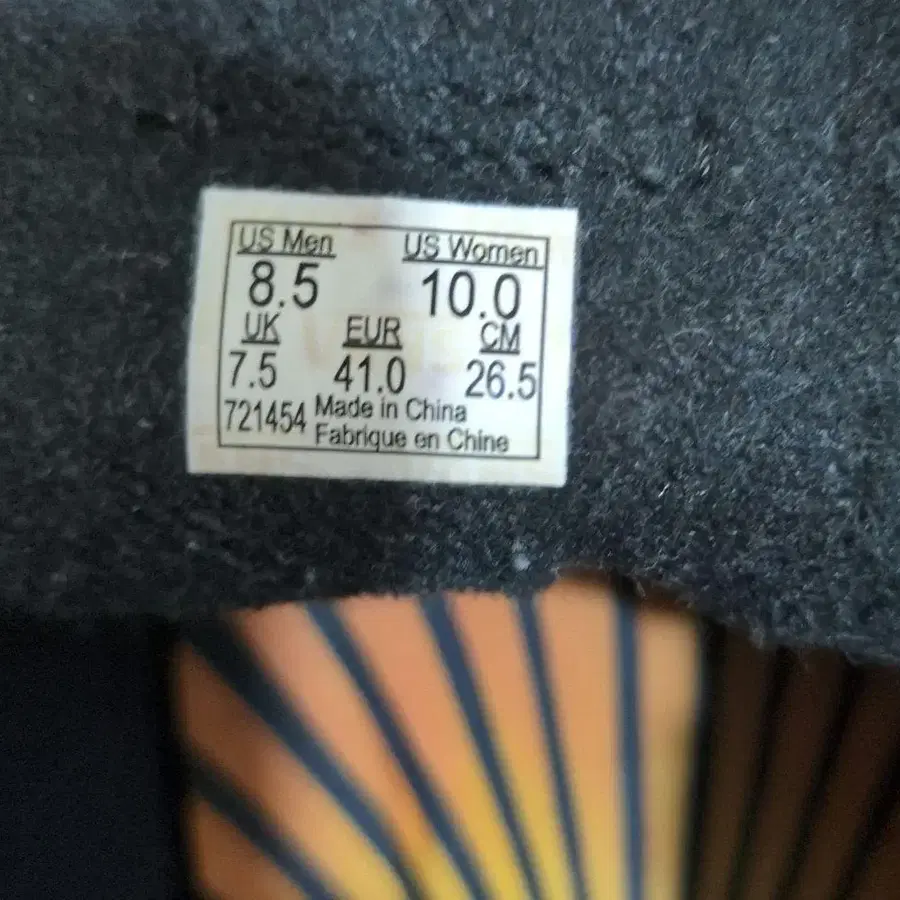 US Men US Women
8.5 10.0
UK EUR CM
7.5 41.0 26.5
721454 Made in China
Fabrique en Chine